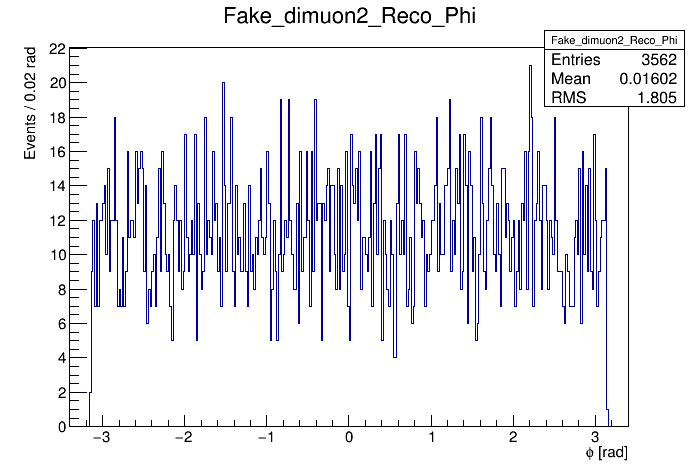 Fake_dimuon2_Reco_Phi
Fake_dimuon2_Reco_Phi
Entries 3562
Mean 0.01602
RMS 1.805
Events / 0.02 rad
22
20
18
16
14
12
10
8
6
4
2
0
−3 −2 −1 0 1 2 3
ϕ [rad]